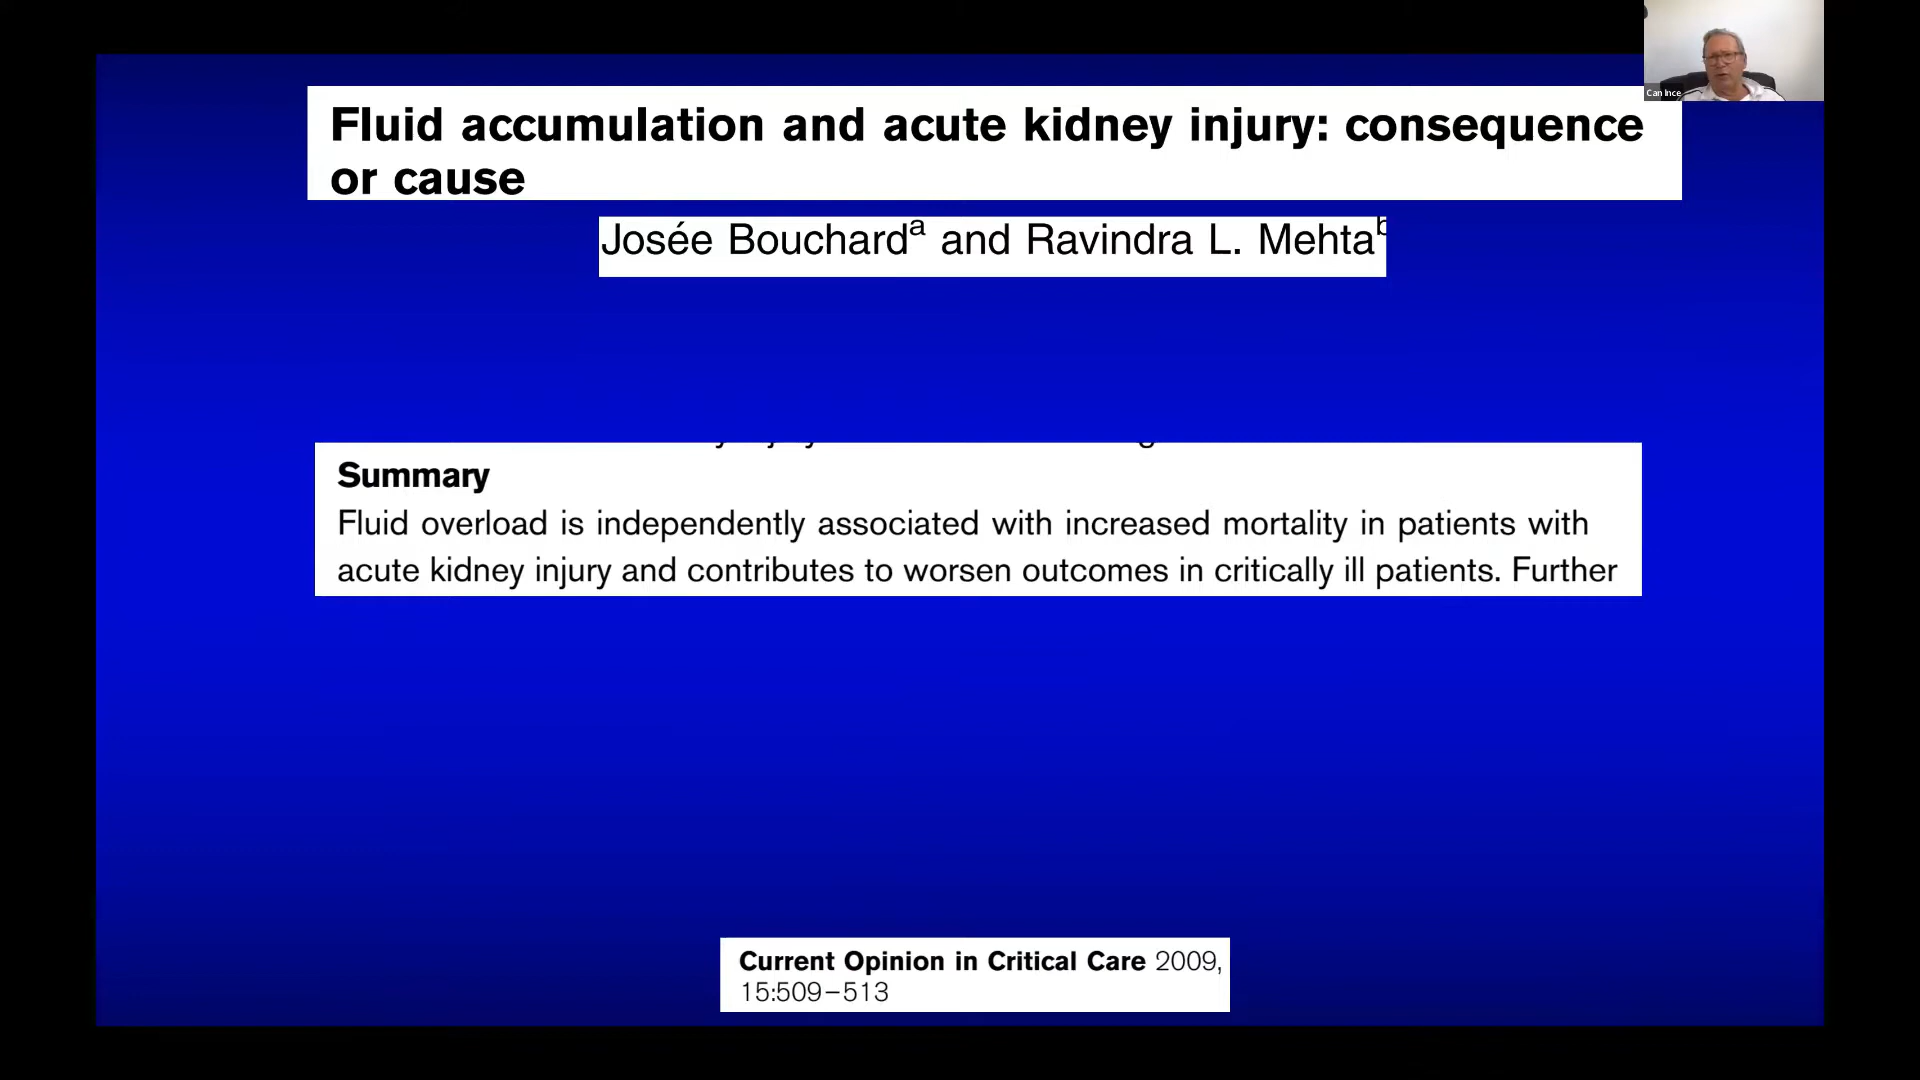 Can Ince
Fluid accumulation and acute kidney injury: consequence
or cause
Josée Bouchardᵃ and Ravindra L. Mehtaᵇ
Summary
Fluid overload is independently associated with increased mortality in patients with
acute kidney injury and contributes to worsen outcomes in critically ill patients. Further
Current Opinion in Critical Care 2009,
15:509–513